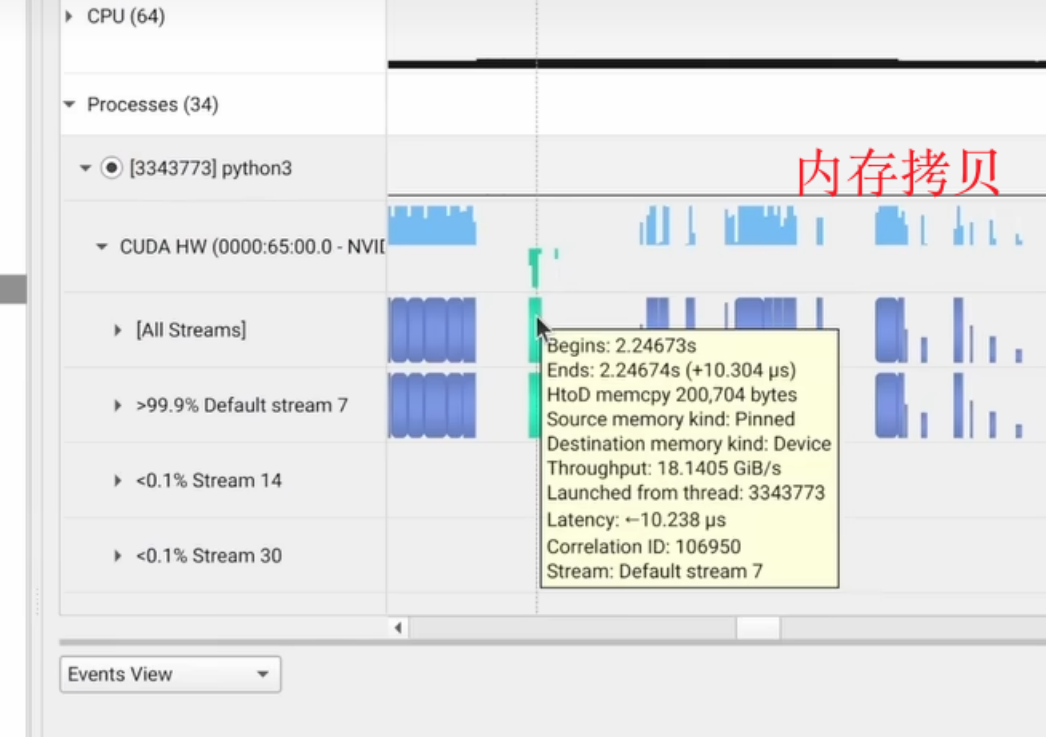 CPU (64)
Processes (34)
[3343773] python3
内存拷贝
CUDA HW (0000:65:00.0 - NVID
[All Streams]
Begins: 2.24673s
Ends: 2.24674s (+10.304 μs)
HtoD memcpy 200,704 bytes
Source memory kind: Pinned
Destination memory kind: Device
Throughput: 18.1405 GiB/s
Launched from thread: 3343773
Latency: ←10.238 μs
Correlation ID: 106950
Stream: Default stream 7
>99.9% Default stream 7
<0.1% Stream 14
<0.1% Stream 30
Events View